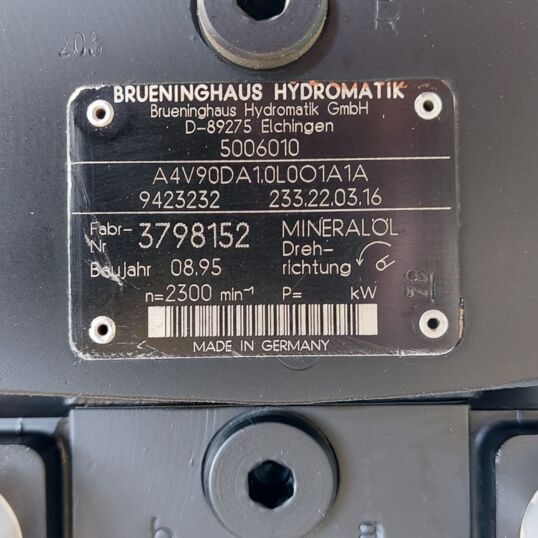 203
R
BRUENINGHAUS HYDROMATIK
Brueninghaus Hydromatik GmbH
D-89275 Elchingen
5006010
A4V90DA1.0L0O1A1A
9423232 233.22.03.16
Fabr-Nr 3798152
MINERALÖL
Dreh-
richtung
Baujahr 08.95
n=2300 min⁻¹ P= kW
MADE IN GERMANY